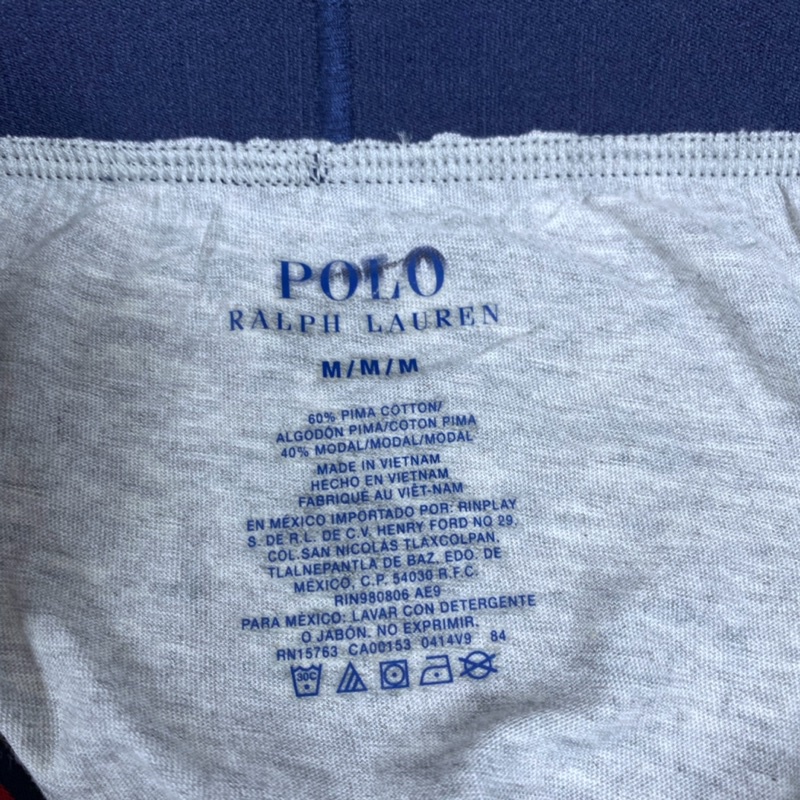 POLO
RALPH LAUREN
M/M/M
60% PIMA COTTON/
ALGODÓN PIMA/COTON PIMA
40% MODAL/MODAL/MODAL
MADE IN VIETNAM
HECHO EN VIETNAM
FABRIQUÉ AU VIÊT-NAM
EN MÉXICO IMPORTADO POR: RINPLAY
S. DE R.L. DE C.V. HENRY FORD NO 29,
COL.SAN NICOLÁS TLAXCOLPAN,
TLALNEPANTLA DE BAZ, EDO. DE
MÉXICO, C.P. 54030 R.F.C.
RIN980806 AE9
PARA MÉXICO: LAVAR CON DETERGENTE
O JABÓN. NO EXPRIMIR.
RN15763 CA00153 0414V9 84
30C